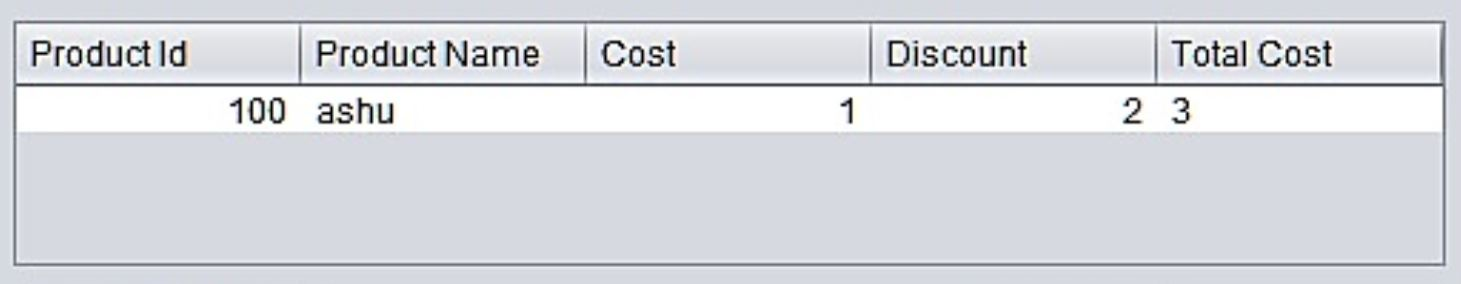 Product Id Product Name Cost Discount Total Cost
100 ashu 1 2 3